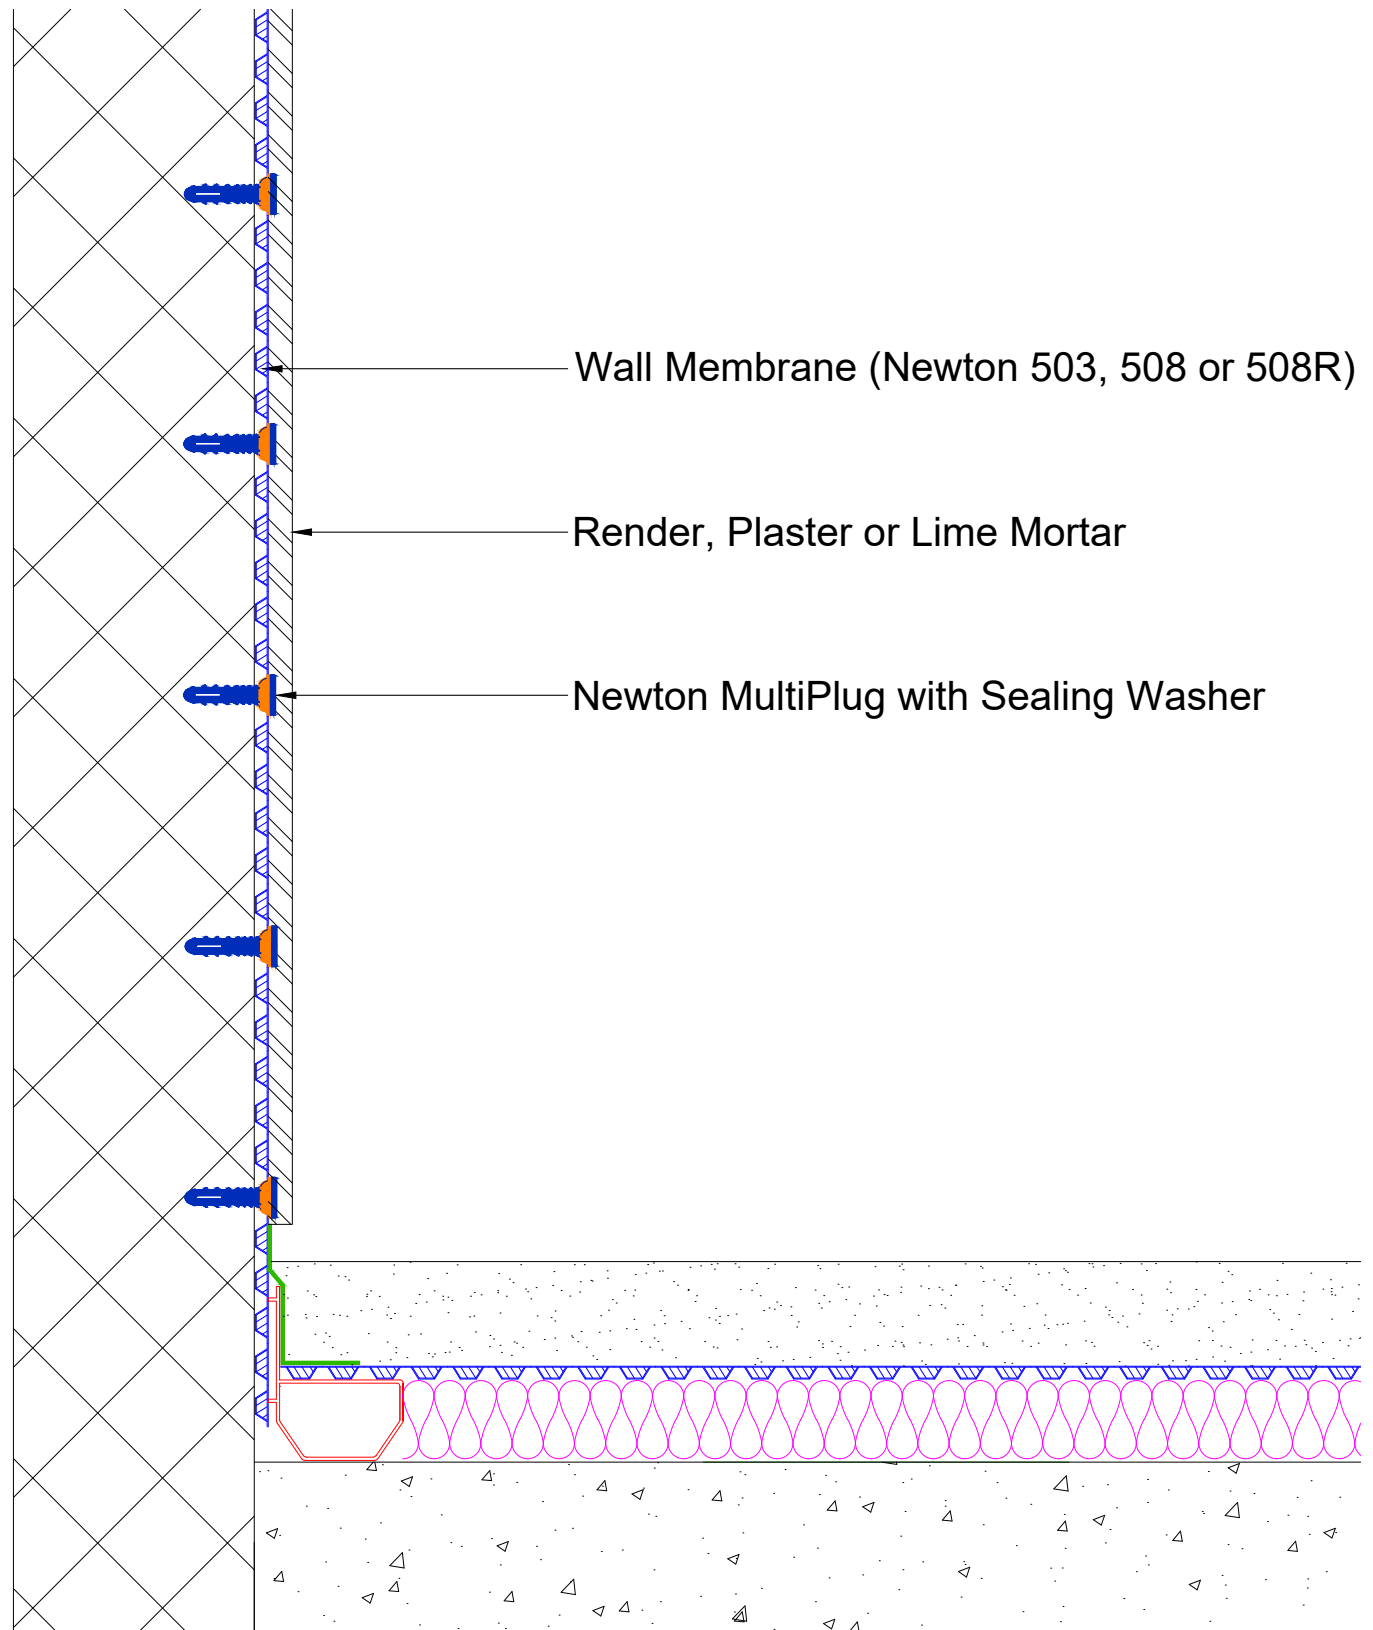 Wall Membrane (Newton 503, 508 or 508R)
Render, Plaster or Lime Mortar
Newton MultiPlug with Sealing Washer